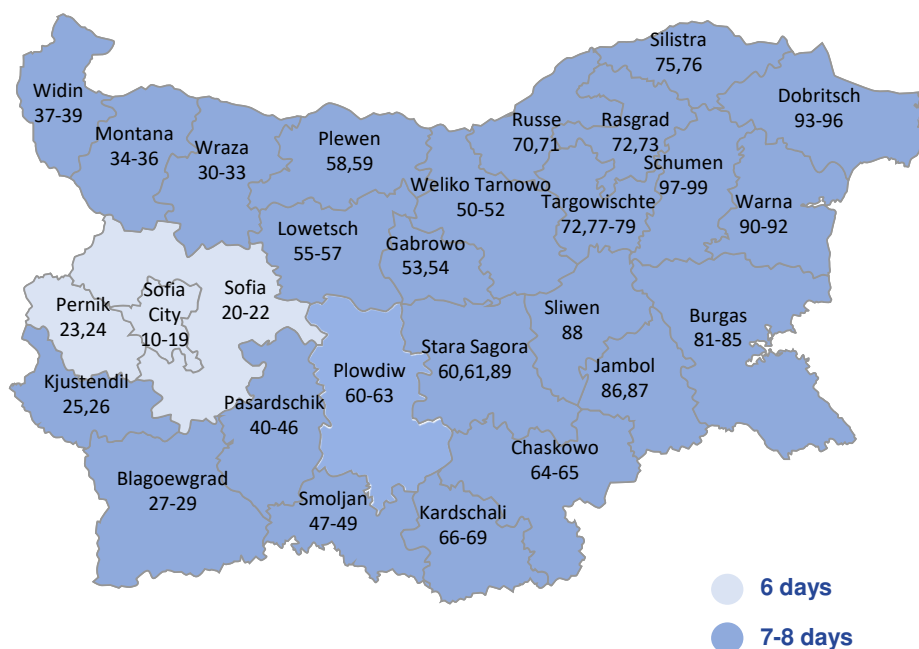 Silistra
75,76
Widin
37-39
Dobritsch
93-96
Montana
34-36
Wraza
30-33
Plewen
58,59
Russe
70,71
Rasgrad
72,73
Schumen
97-99
Weliko Tarnowo
50-52
Targowischte
72,77-79
Warna
90-92
Lowetsch
55-57
Gabrowo
53,54
Pernik
23,24
Sofia
City
10-19
Sofia
20-22
Sliwen
88
Burgas
81-85
Stara Sagora
60,61,89
Jambol
86,87
Plowdiw
60-63
Kjustendil
25,26
Pasardschik
40-46
Chaskowo
64-65
Blagoewgrad
27-29
Smoljan
47-49
Kardschali
66-69
6 days
7-8 days